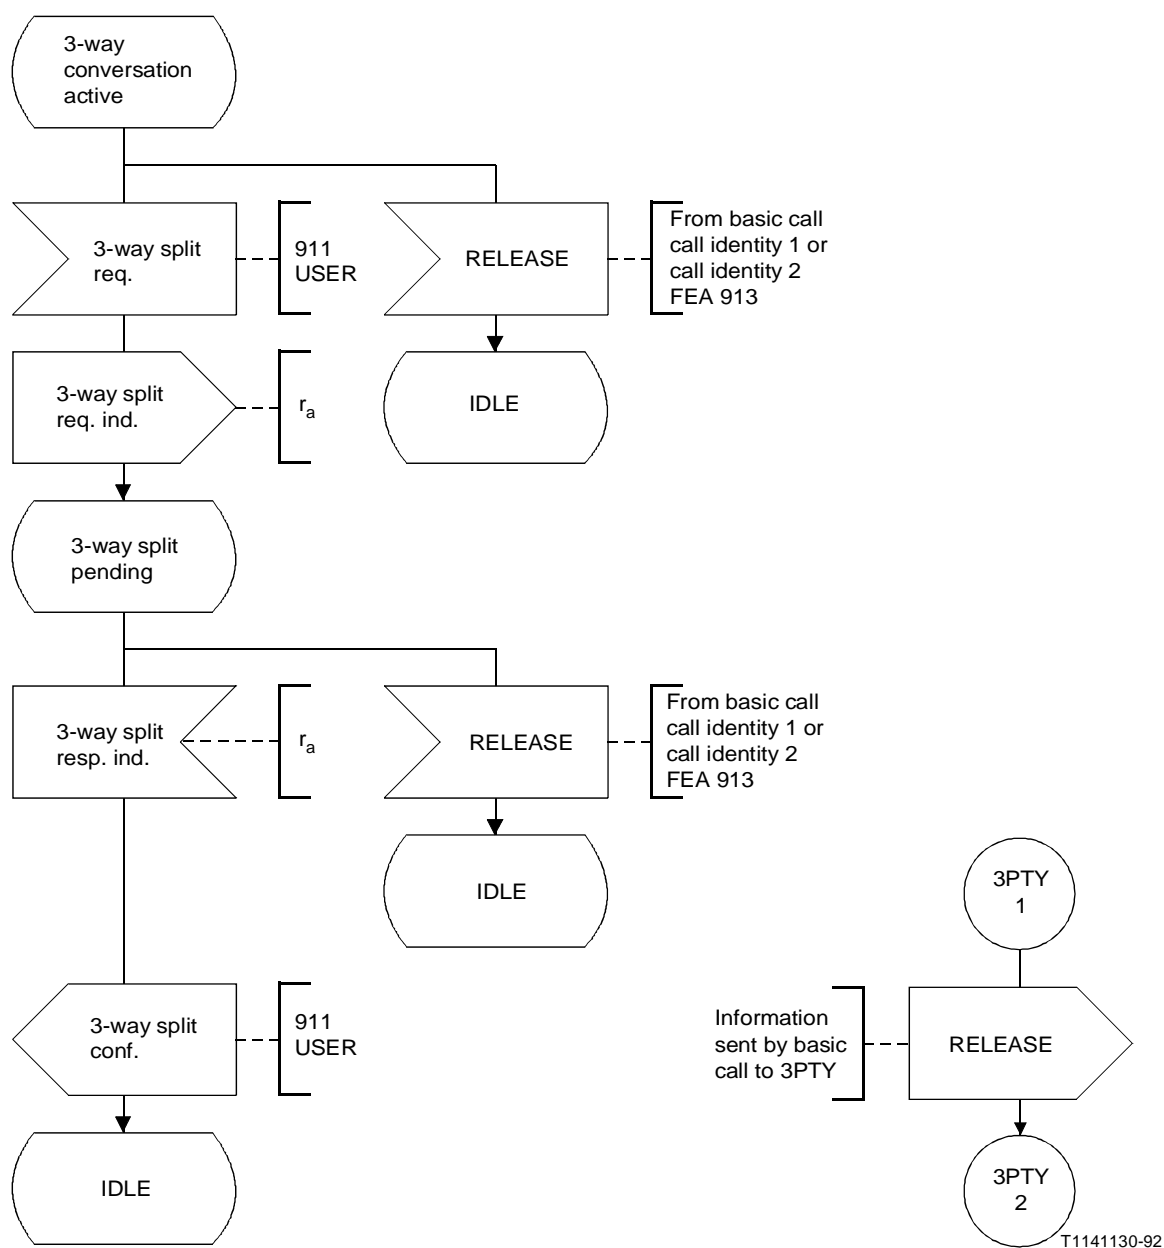 3-way
conversation
active
3-way split
req.
911
USER
RELEASE
From basic call
call identity 1 or
call identity 2
FEA 913
3-way split
req. ind.
ra
IDLE
3-way split
pending
3-way split
resp. ind.
ra
RELEASE
From basic call
call identity 1 or
call identity 2
FEA 913
IDLE
3PTY
1
3-way split
conf.
911
USER
Information
sent by basic
call to 3PTY
RELEASE
IDLE
3PTY
2
T1141130-92